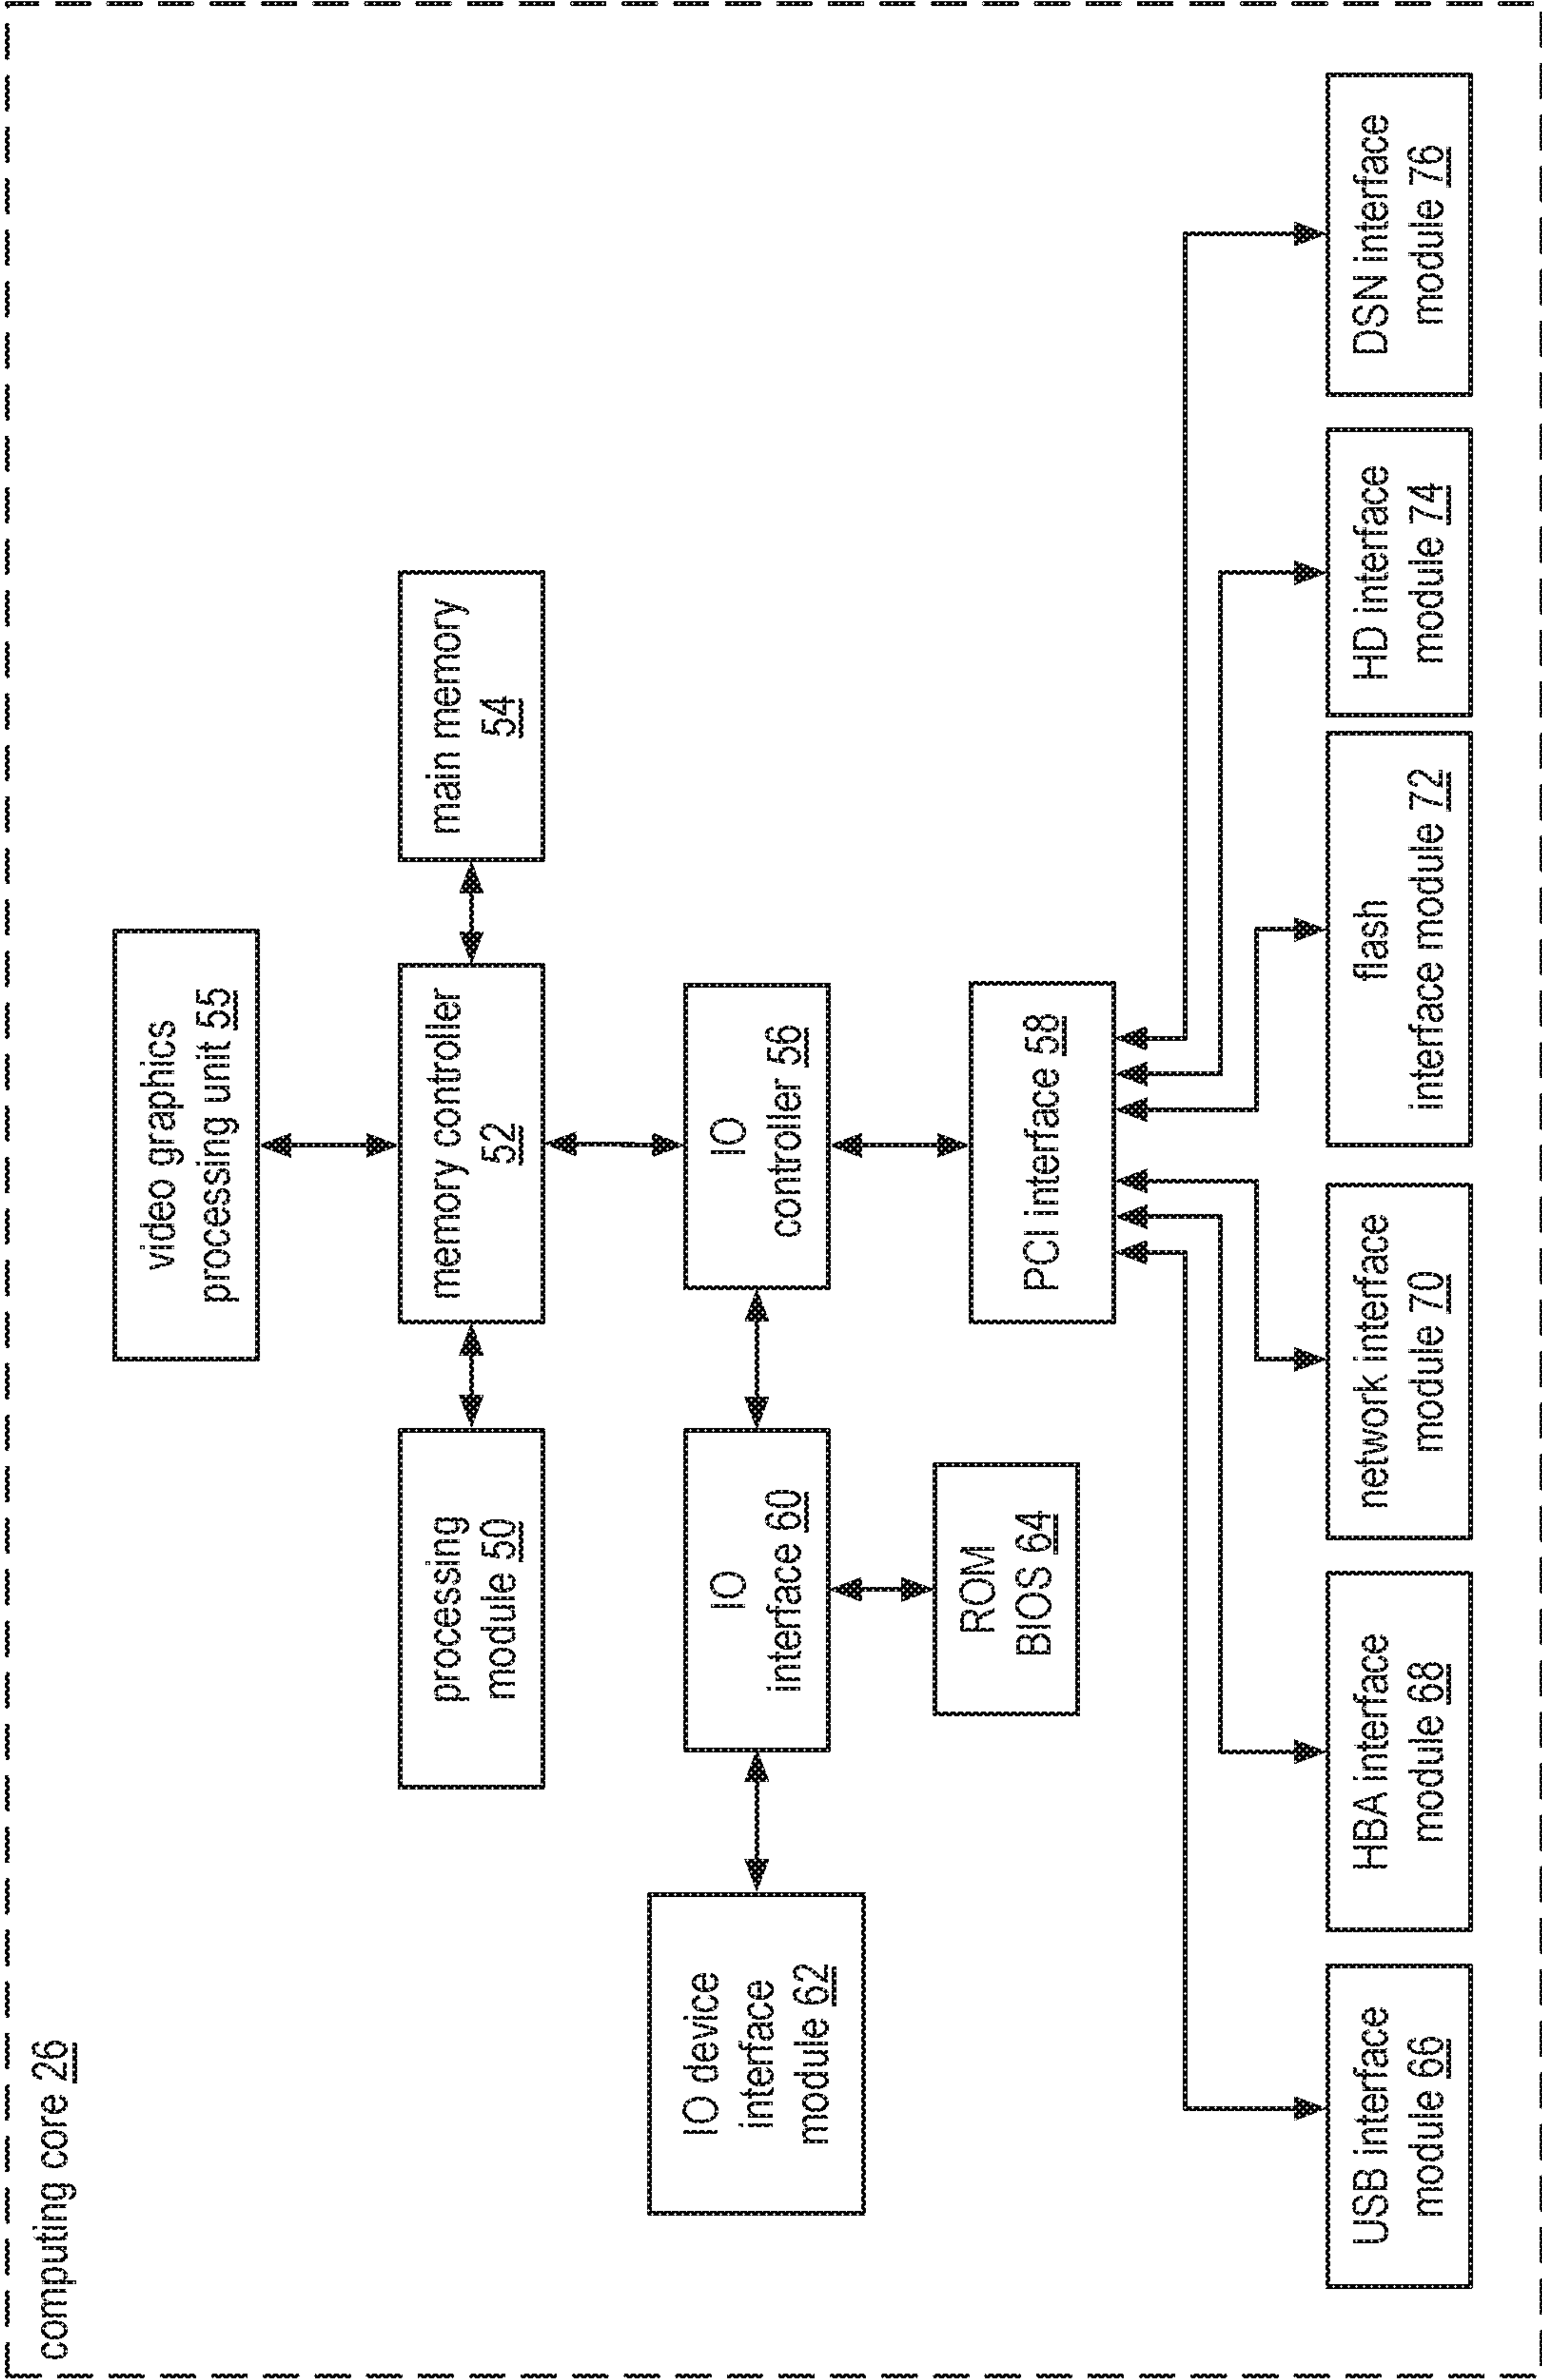 computing core 26
video graphics
processing unit 55
processing
module 50
memory controller
52
main memory
54
IO device
interface
module 62
IO
interface 60
IO
controller 56
ROM
BIOS 64
PCI interface 58
USB interface
module 66
HBA interface
module 68
network interface
module 70
flash
interface module 72
HD interface
module 74
DSN interface
module 76